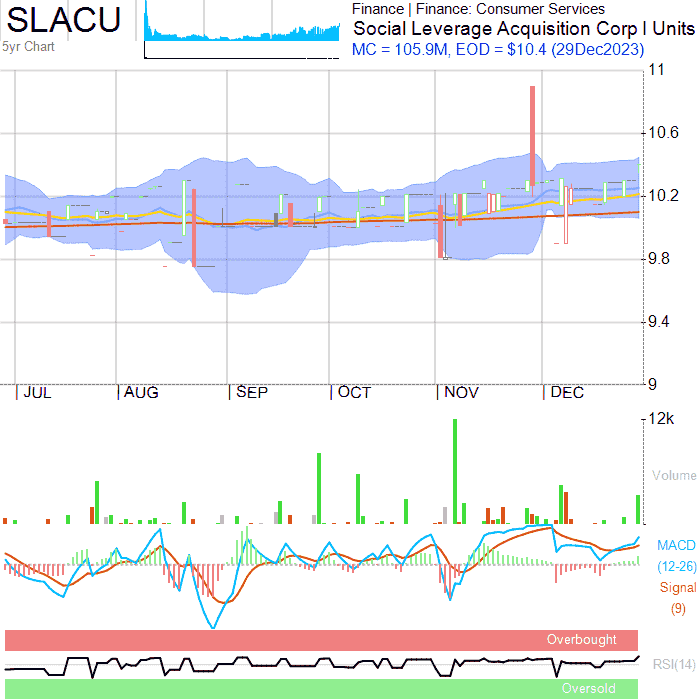 SLACU
5yr Chart
Finance | Finance: Consumer Services
Social Leverage Acquisition Corp I Units
MC = 105.9M, EOD = $10.4 (29Dec2023)
11
10.6
10.2
9.8
9.4
9
JUL AUG SEP OCT NOV DEC
12k
Volume
MACD
(12-26)
Signal
(9)
Overbought
RSI(14)
Oversold